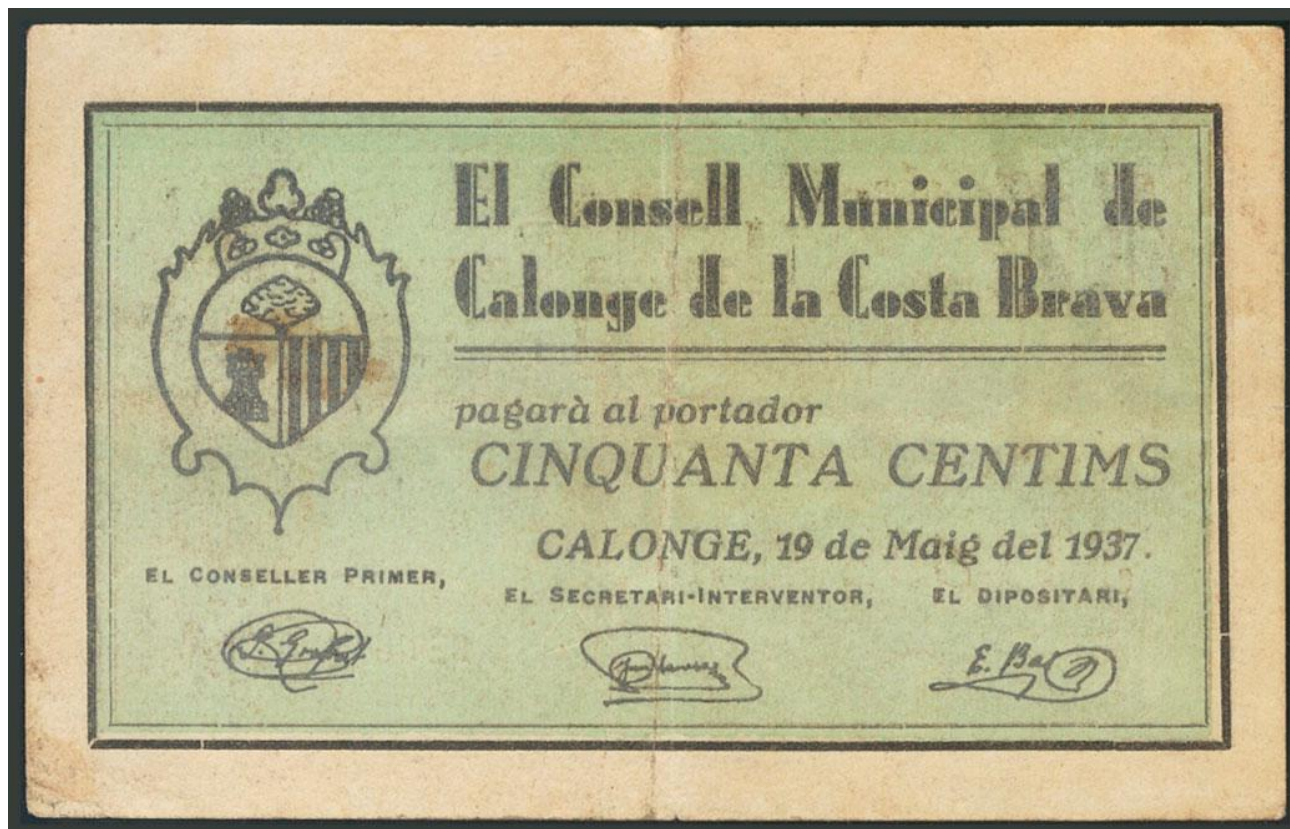 El Consell Municipal de
Calonge de la Costa Brava
pagarà al portador
CINQUANTA CENTIMS
CALONGE, 19 de Maig del 1937.
EL CONSELLER PRIMER,
EL SECRETARI-INTERVENTOR, EL DIPOSITARI,
E.